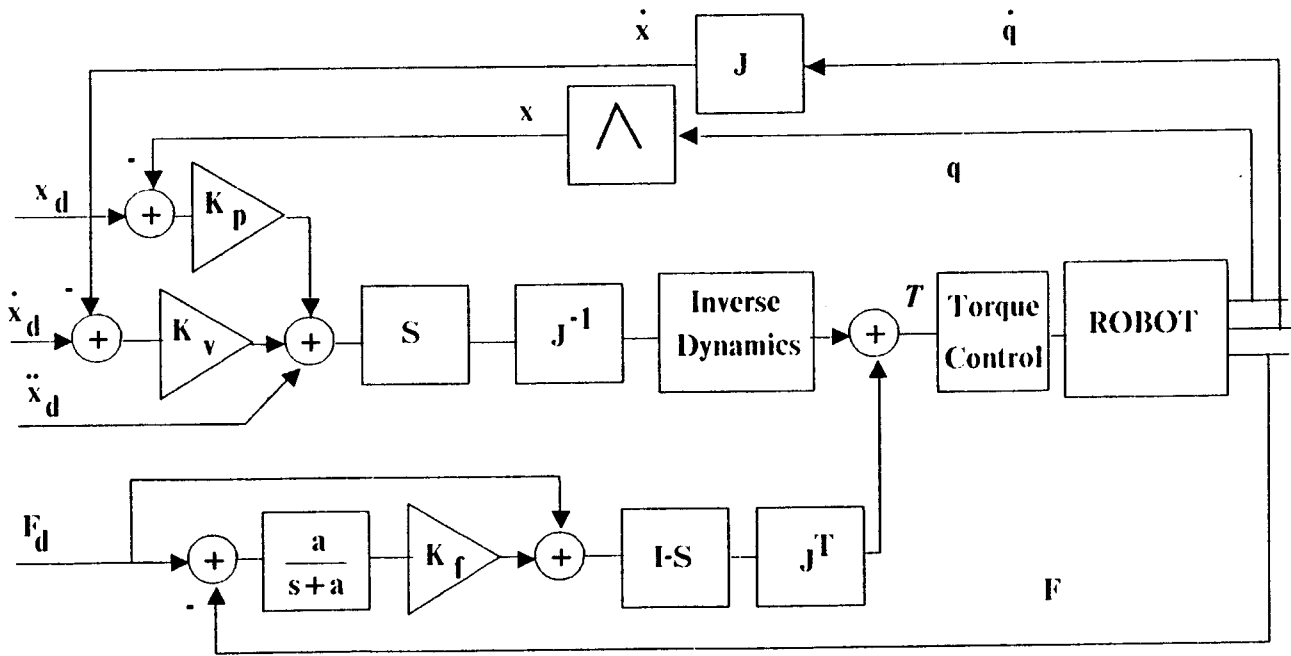 ẋ
q̇
J
x
Λ
q
-
x_d
+
K_p
-
ẋ_d
+
K_v
+
S
J^-1
Inverse
Dynamics
+
T
Torque
Control
ROBOT
ẍ_d
F_d
+
-
a
s+a
K_f
+
I-S
J^T
F